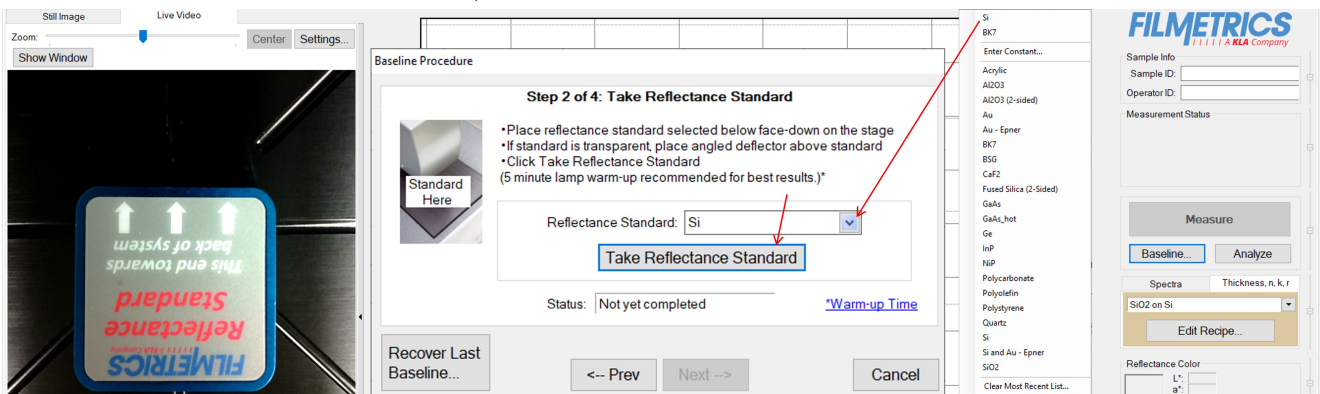 Still Image
Live Video
Zoom:
Center
Settings...
Show Window
This end towards
back of system
Reflectance
Standard
FILMETRICS
A KLA Company
Baseline Procedure
Step 2 of 4: Take Reflectance Standard
•Place reflectance standard selected below face-down on the stage
•If standard is transparent, place angled deflector above standard
•Click Take Reflectance Standard
(5 minute lamp warm-up recommended for best results.)*
Standard
Here
Reflectance Standard:
Si
Take Reflectance Standard
Status:
Not yet completed
*Warm-up Time
Recover Last
Baseline...
<-- Prev
Next -->
Cancel
Si
BK7
Enter Constant...
Acrylic
Al2O3
Al2O3 (2-sided)
Au
Au - Epner
BK7
BSG
CaF2
Fused Silica (2-Sided)
GaAs
GaAs_hot
Ge
InP
NiP
Polycarbonate
Polyolefin
Polystyrene
Quartz
Si
Si and Au - Epner
SiO2
Clear Most Recent List...
FILMETRICS
A KLA Company
Sample Info
Sample ID:
Operator ID:
Measurement Status
Measure
Baseline...
Analyze
Spectra
Thickness, n, k, r
SiO2 on Si
Edit Recipe...
Reflectance Color
L*:
a*: